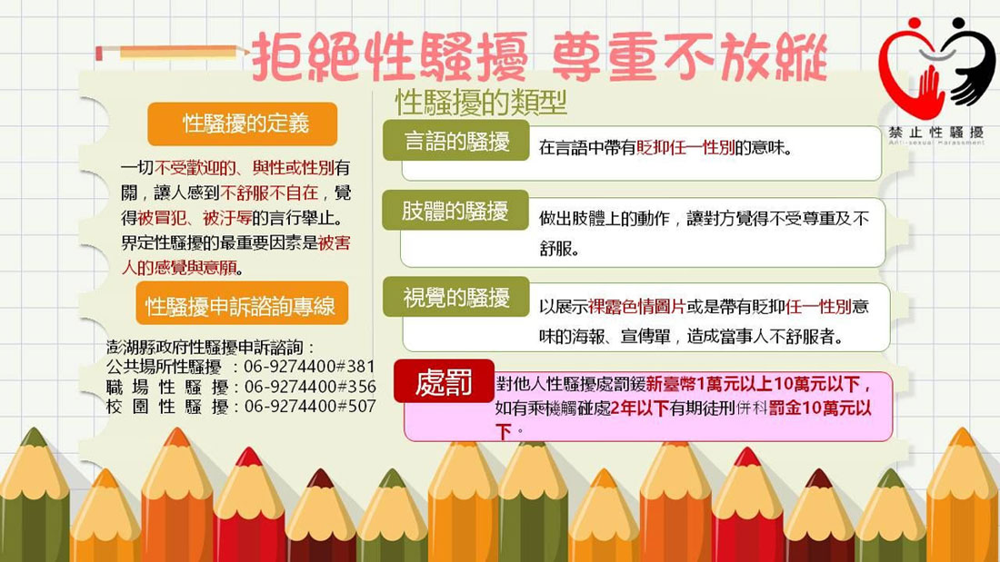 拒絕性騷擾 尊重不放縱
禁止性騷擾
Anti-sexual Harassment
性騷擾的定義
一切不受歡迎的、與性或性別有
關，讓人感到不舒服不自在，覺
得被冒犯、被汙辱的言行舉止。
界定性騷擾的最重要因素是被害
人的感覺與意願。
性騷擾申訴諮詢專線
澎湖縣政府性騷擾申訴諮詢：
公共場所性騷擾 ：06-9274400#381
職 場 性 騷 擾：06-9274400#356
校 園 性 騷 擾：06-9274400#507
性騷擾的類型
言語的騷擾
在言語中帶有貶抑任一性別的意味。
肢體的騷擾
做出肢體上的動作，讓對方覺得不受尊重及不
舒服。
視覺的騷擾
以展示裸露色情圖片或是帶有貶抑任一性別意
味的海報、宣傳單，造成當事人不舒服者。
處罰
對他人性騷擾處罰鍰新臺幣1萬元以上10萬元以下，
如有乘機觸碰處2年以下有期徒刑併科罰金10萬元以
下。